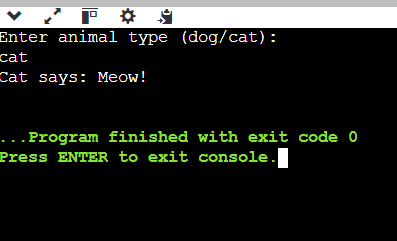 Enter animal type (dog/cat):
cat
Cat says: Meow!
...Program finished with exit code 0
Press ENTER to exit console.